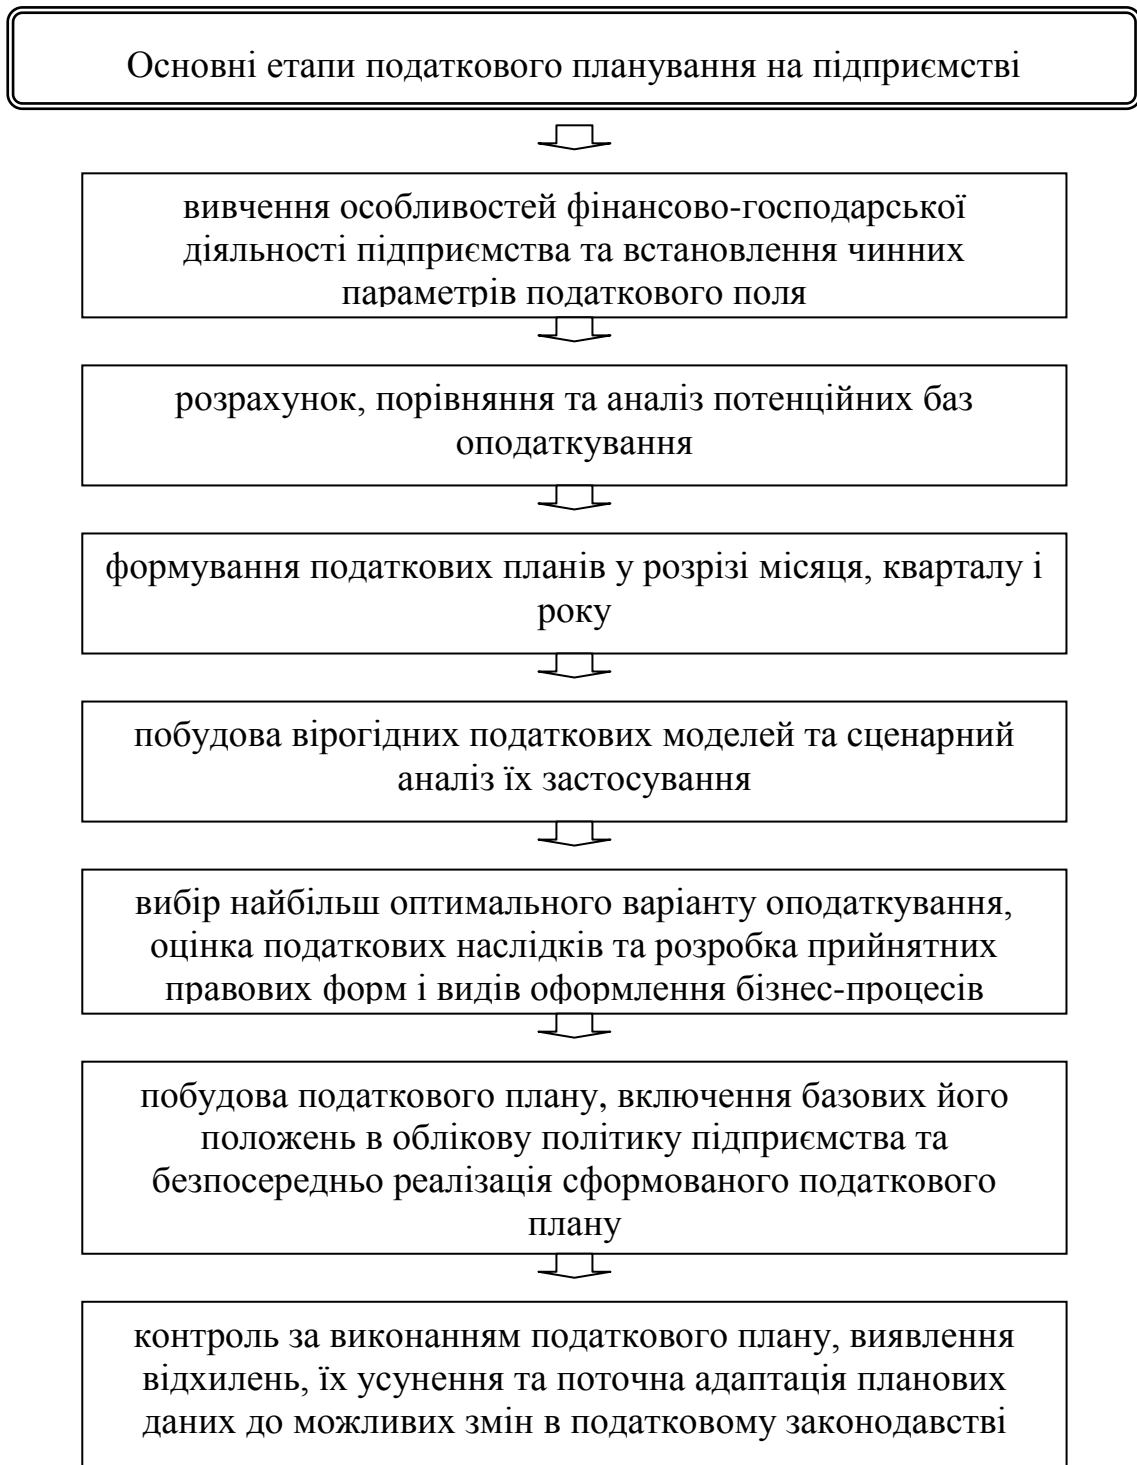 Основні етапи податкового планування на підприємстві
вивчення особливостей фінансово-господарської
діяльності підприємства та встановлення чинних
параметрів податкового поля
розрахунок, порівняння та аналіз потенційних баз
оподаткування
формування податкових планів у розрізі місяця, кварталу і
року
побудова вірогідних податкових моделей та сценарний
аналіз їх застосування
вибір найбільш оптимального варіанту оподаткування,
оцінка податкових наслідків та розробка прийнятних
правових форм і видів оформлення бізнес-процесів
побудова податкового плану, включення базових його
положень в облікову політику підприємства та
безпосередньо реалізація сформованого податкового
плану
контроль за виконанням податкового плану, виявлення
відхилень, їх усунення та поточна адаптація планових
даних до можливих змін в податковому законодавстві